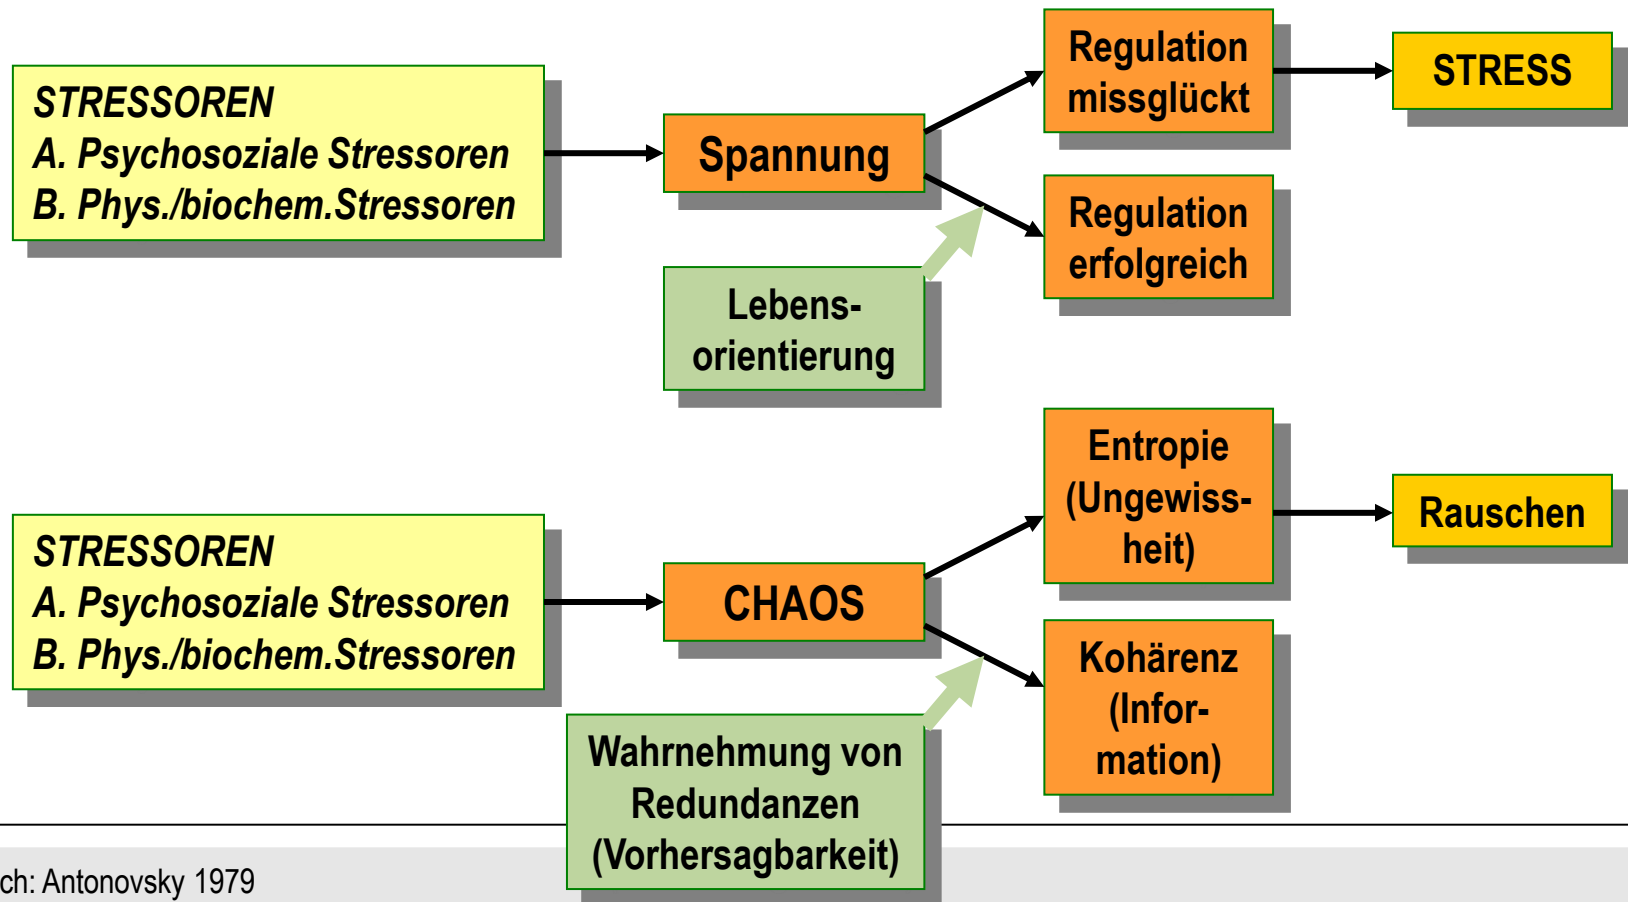 STRESSOREN
A. Psychosoziale Stressoren
B. Phys./biochem.Stressoren
Spannung
Regulation
missglückt
STRESS
Regulation
erfolgreich
Lebens-
orientierung
STRESSOREN
A. Psychosoziale Stressoren
B. Phys./biochem.Stressoren
CHAOS
Entropie
(Ungewiss-
heit)
Rauschen
Kohärenz
(Infor-
mation)
Wahrnehmung von
Redundanzen
(Vorhersagbarkeit)
ch: Antonovsky 1979